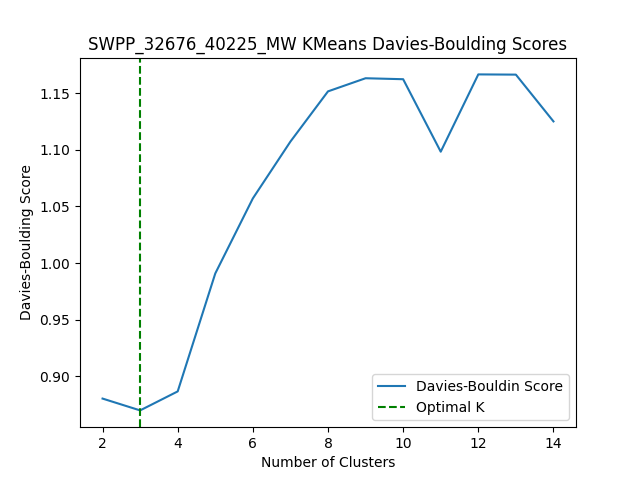 SWPP_32676_40225_MW KMeans Davies-Boulding Scores
Davies-Boulding Score
1.15
1.10
1.05
1.00
0.95
0.90
Davies-Bouldin Score
Optimal K
2 4 6 8 10 12 14
Number of Clusters